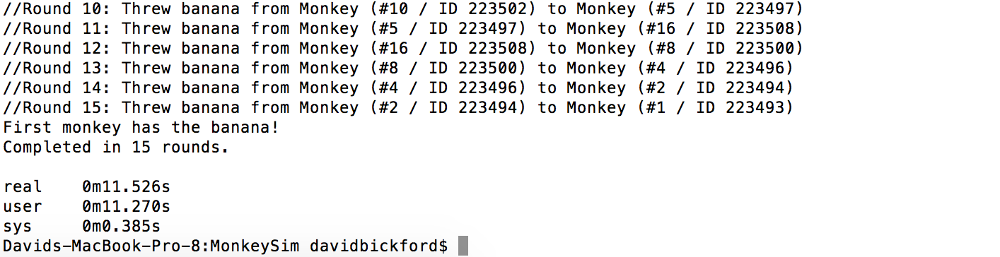 //Round 10: Threw banana from Monkey (#10 / ID 223502) to Monkey (#5 / ID 223497)
//Round 11: Threw banana from Monkey (#5 / ID 223497) to Monkey (#16 / ID 223508)
//Round 12: Threw banana from Monkey (#16 / ID 223508) to Monkey (#8 / ID 223500)
//Round 13: Threw banana from Monkey (#8 / ID 223500) to Monkey (#4 / ID 223496)
//Round 14: Threw banana from Monkey (#4 / ID 223496) to Monkey (#2 / ID 223494)
//Round 15: Threw banana from Monkey (#2 / ID 223494) to Monkey (#1 / ID 223493)
First monkey has the banana!
Completed in 15 rounds.
real	0m11.526s
user	0m11.270s
sys	0m0.385s
Davids-MacBook-Pro-8:MonkeySim davidbickford$